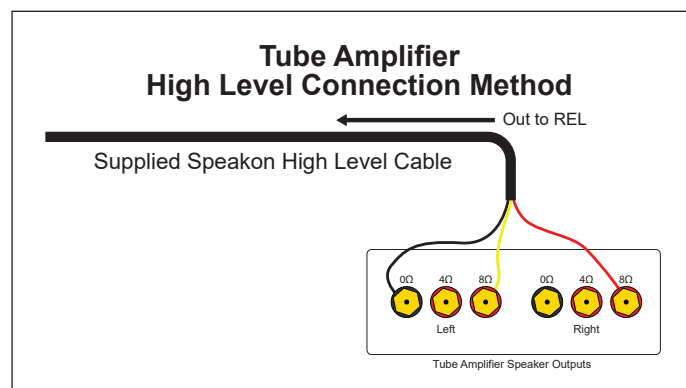 Tube Amplifier
High Level Connection Method
Out to REL
Supplied Speakon High Level Cable
0Ω 4Ω 8Ω 0Ω 4Ω 8Ω
Left Right
Tube Amplifier Speaker Outputs